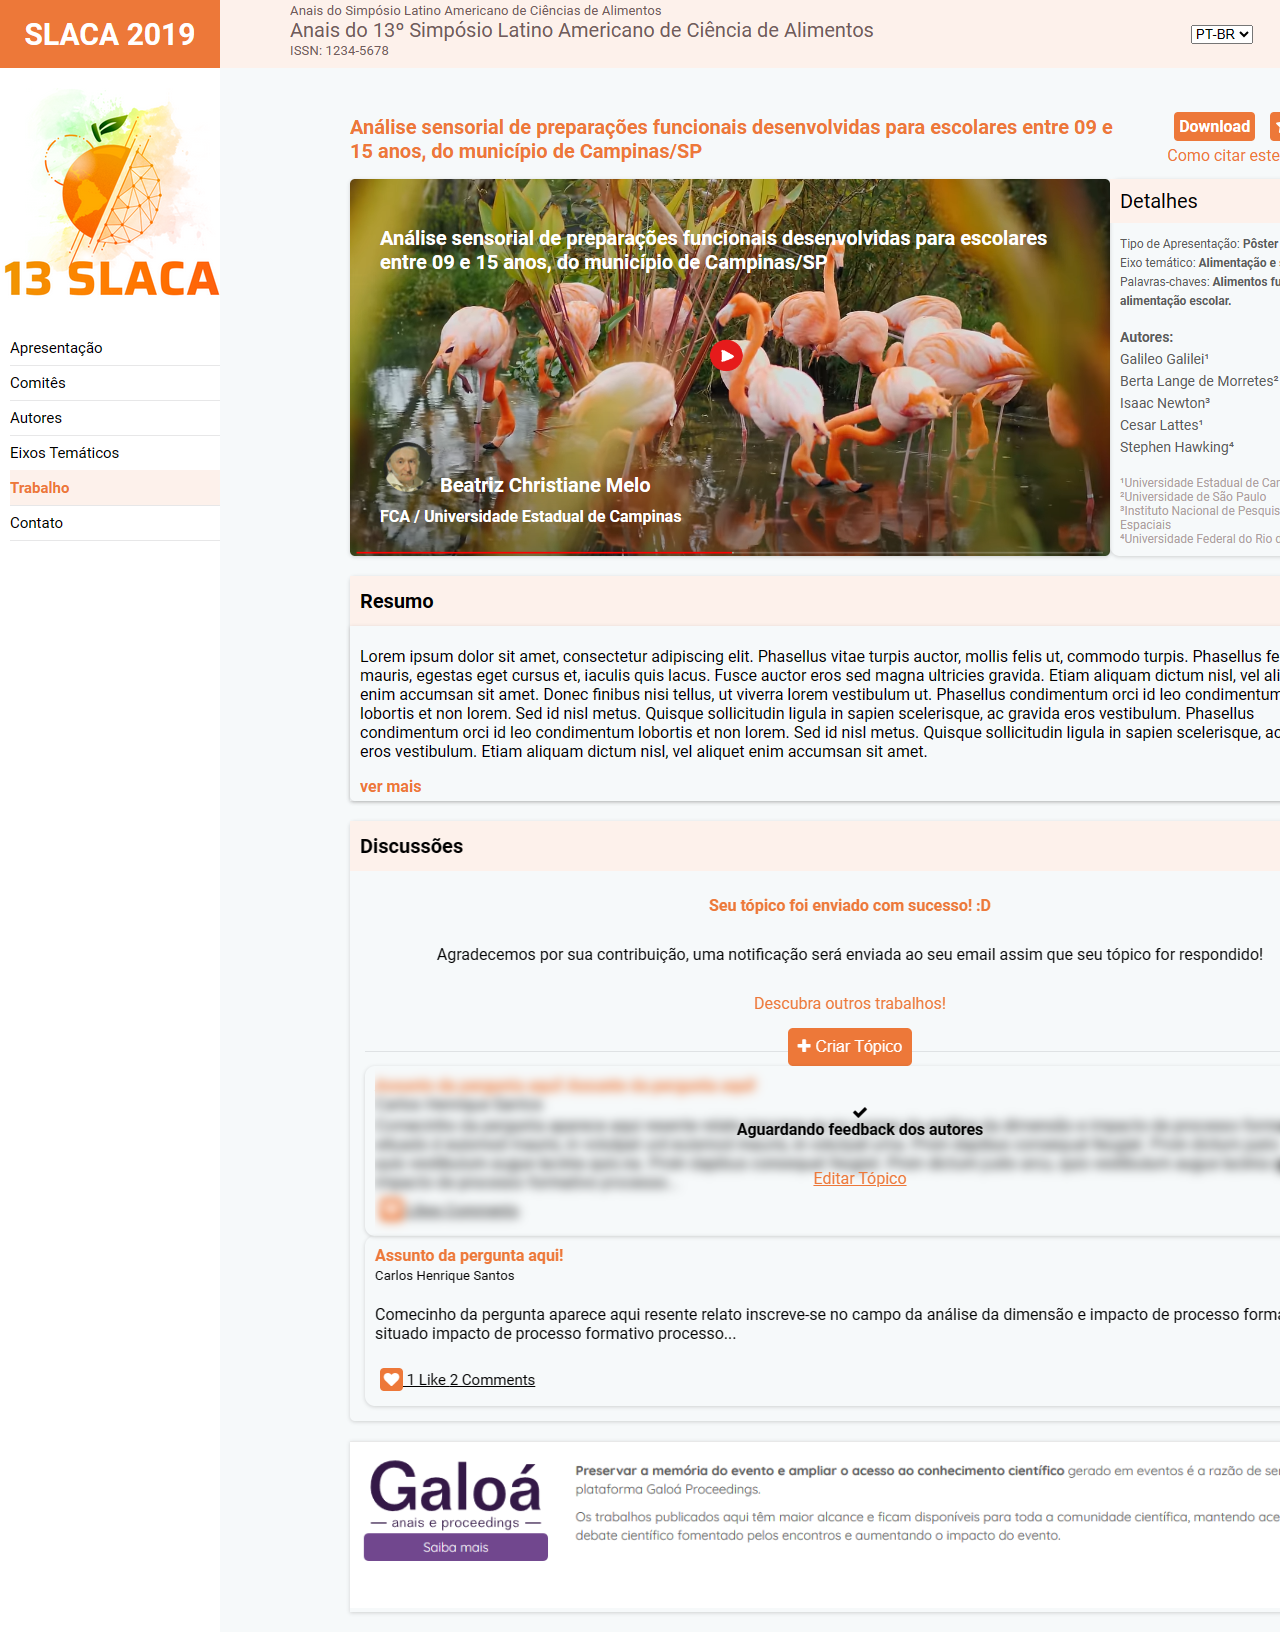 SLACA 2019
Anais do Simpósio Latino Americano de Ciências de Alimentos
Anais do 13º Simpósio Latino Americano de Ciência de Alimentos
ISSN: 1234-5678
PT-BR
13 SLACA
Apresentação
Comitês
Autores
Eixos Temáticos
Trabalho
Contato
Análise sensorial de preparações funcionais desenvolvidas para escolares entre 09 e
15 anos, do município de Campinas/SP
Download
Como citar este
Análise sensorial de preparações funcionais desenvolvidas para escolares
entre 09 e 15 anos, do município de Campinas/SP
Beatriz Christiane Melo
FCA / Universidade Estadual de Campinas
Detalhes
Tipo de Apresentação: Pôster
Eixo temático: Alimentação e
Palavras-chaves: Alimentos
alimentação escolar.
Autores:
Galileo Galilei¹
Berta Lange de Morretes²
Isaac Newton³
Cesar Lattes¹
Stephen Hawking⁴
¹Universidade Estadual de
²Universidade de São Paulo
³Instituto Nacional de
Espaciais
⁴Universidade Federal do Rio
Resumo
Lorem ipsum dolor sit amet, consectetur adipiscing elit. Phasellus vitae turpis auctor, mollis felis ut, commodo turpis. Phasellus
mauris, egestas eget cursus et, iaculis quis lacus. Fusce auctor eros sed magna ultricies gravida. Etiam aliquam dictum nisl, vel
enim accumsan sit amet. Donec finibus nisi tellus, ut viverra lorem vestibulum ut. Phasellus condimentum orci id leo condimentum
lobortis et non lorem. Sed id nisl metus. Quisque sollicitudin ligula in sapien scelerisque, ac gravida eros vestibulum. Phasellus
condimentum orci id leo condimentum lobortis et non lorem. Sed id nisl metus. Quisque sollicitudin ligula in sapien scelerisque, ac
eros vestibulum. Etiam aliquam dictum nisl, vel aliquet enim accumsan sit amet.
ver mais
Discussões
Seu tópico foi enviado com sucesso! :D
Agradecemos por sua contribuição, uma notificação será enviada ao seu email assim que seu tópico for respondido!
Descubra outros trabalhos!
Criar Tópico
Aguardando feedback dos autores
Editar Tópico
Assunto da pergunta aqui!
Carlos Henrique Santos
Comecinho da pergunta aparece aqui resente relato inscreve-se no campo da análise da dimensão e impacto de processo
situado impacto de processo formativo processo...
1 Like 2 Comments
Galoá
anais e proceedings
Saiba mais
Preservar a memória do evento e ampliar o acesso ao conhecimento científico gerado em eventos é a razão de
plataforma Galoá Proceedings.
Os trabalhos publicados aqui têm maior alcance e ficam disponíveis para toda a comunidade científica, mantendo
debate científico fomentado pelos encontros e aumentando o impacto do evento.